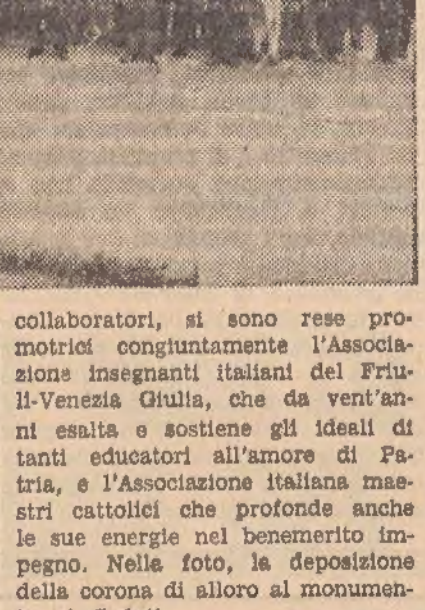 collaboratori, si sono rese pro-
motrici congiuntamente l'Associa-
zione insegnanti italiani del Friu-
li-Venezia Giulia, che da vent'an-
ni esalta e sostiene gli ideali di
tanti educatori all'amore di Pa-
tria, e l'Associazione italiana mae-
stri cattolici che profonde anche
le sue energie nel benemerito im-
pegno. Nella foto, la deposizione
della corona di alloro al monumen-